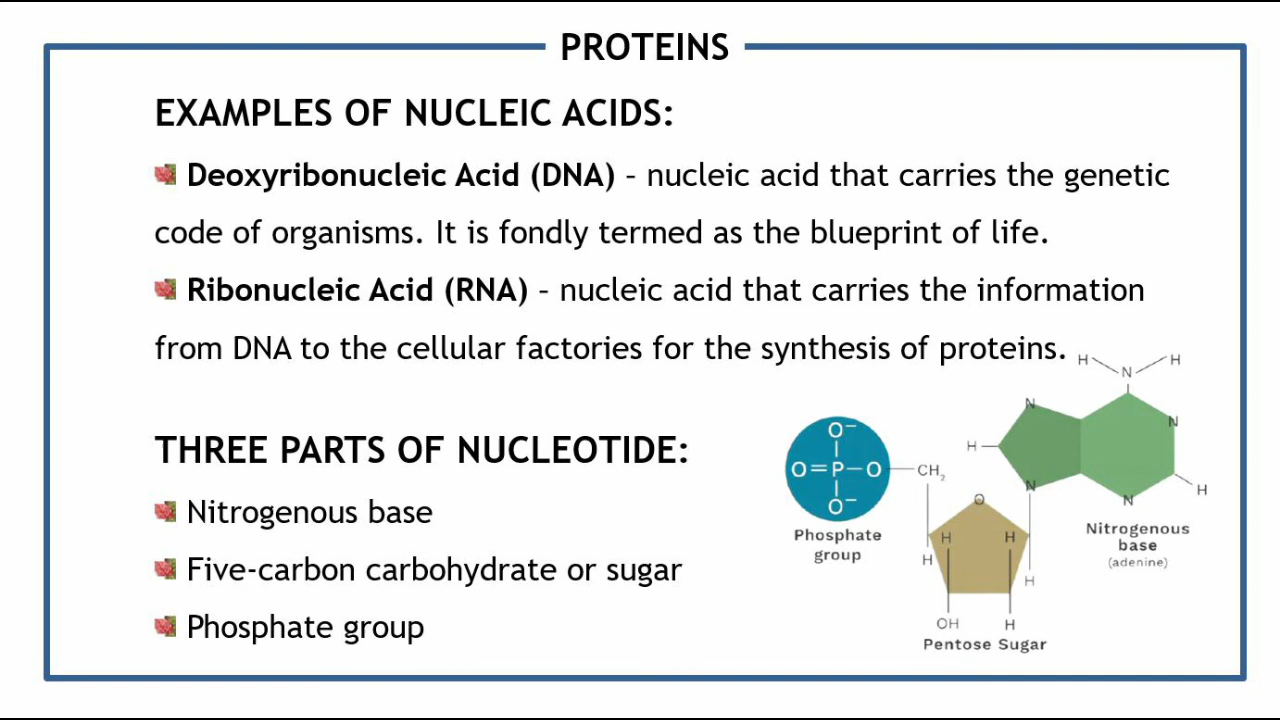 PROTEINS
EXAMPLES OF NUCLEIC ACIDS:
Deoxyribonucleic Acid (DNA) – nucleic acid that carries the genetic
code of organisms. It is fondly termed as the blueprint of life.
Ribonucleic Acid (RNA) – nucleic acid that carries the information
from DNA to the cellular factories for the synthesis of proteins.
THREE PARTS OF NUCLEOTIDE:
Nitrogenous base
Five-carbon carbohydrate or sugar
Phosphate group
H N H
N N
H
N N H
O⁻
O=P–O CH₂
O⁻
Phosphate
group
O
H H H H
OH H
Pentose Sugar
Nitrogenous
base
(adenine)